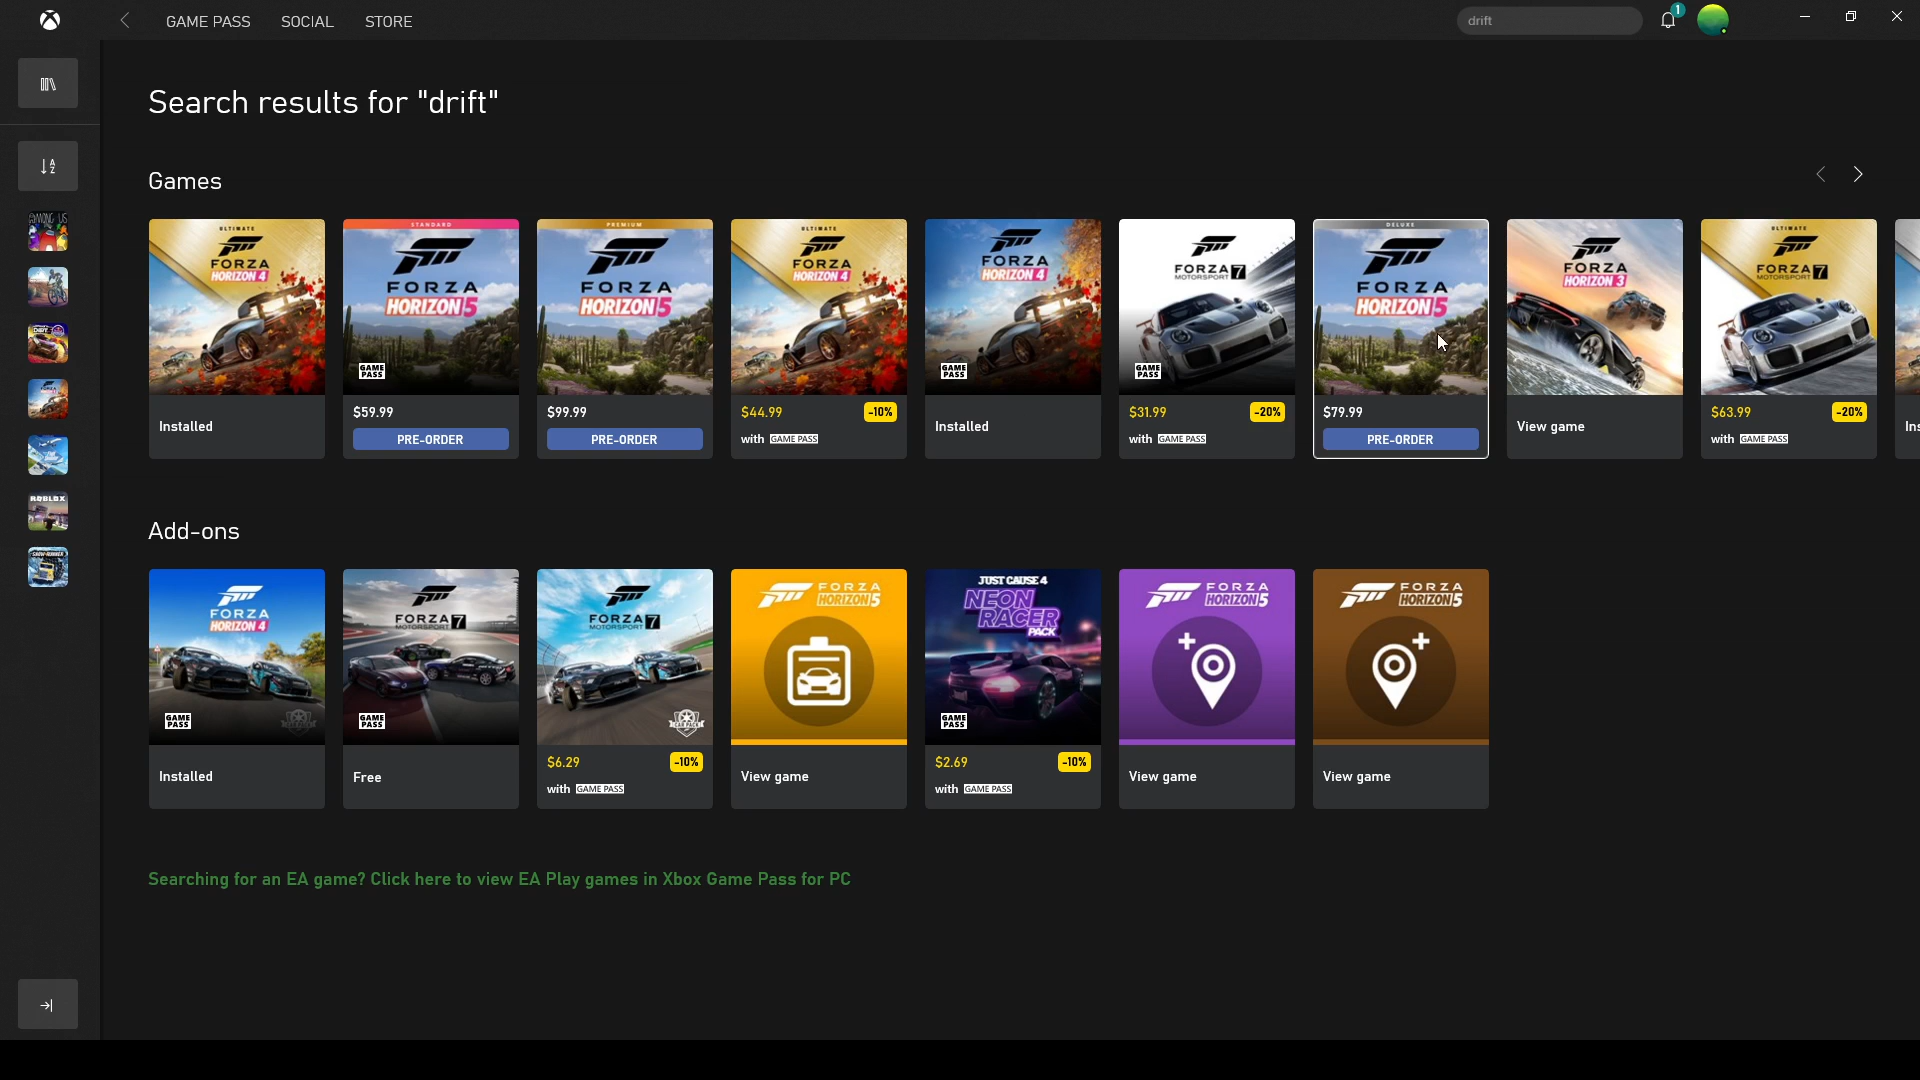 GAME PASS SOCIAL STORE
drift
1
Search results for "drift"
Games
ULTIMATE
FORZA
HORIZON 4
Installed
STANDARD
FORZA
HORIZON 5
GAME PASS
$59.99
PRE-ORDER
PREMIUM
FORZA
HORIZON 5
$99.99
PRE-ORDER
ULTIMATE
FORZA
HORIZON 4
$44.99 -10%
with GAME PASS
FORZA
HORIZON 4
GAME PASS
Installed
FORZA
MOTORSPORT 7
GAME PASS
$31.99 -20%
with GAME PASS
DELUXE
FORZA
HORIZON 5
$79.99
PRE-ORDER
FORZA
HORIZON 3
View game
ULTIMATE
FORZA
MOTORSPORT 7
$63.99 -20%
with GAME PASS
Ins
AMONG US
ROBLOX
SNOWRUNNER
Add-ons
FORZA
HORIZON 4
GAME PASS
Installed
FORZA
MOTORSPORT 7
GAME PASS
Free
FORZA
MOTORSPORT 7
CAR PACK
$6.29 -10%
with GAME PASS
FORZA
HORIZON 5
View game
JUST CAUSE 4
NEON
RACER
PACK
GAME PASS
$2.69 -10%
with GAME PASS
FORZA
HORIZON 5
View game
FORZA
HORIZON 5
View game
Searching for an EA game? Click here to view EA Play games in Xbox Game Pass for PC